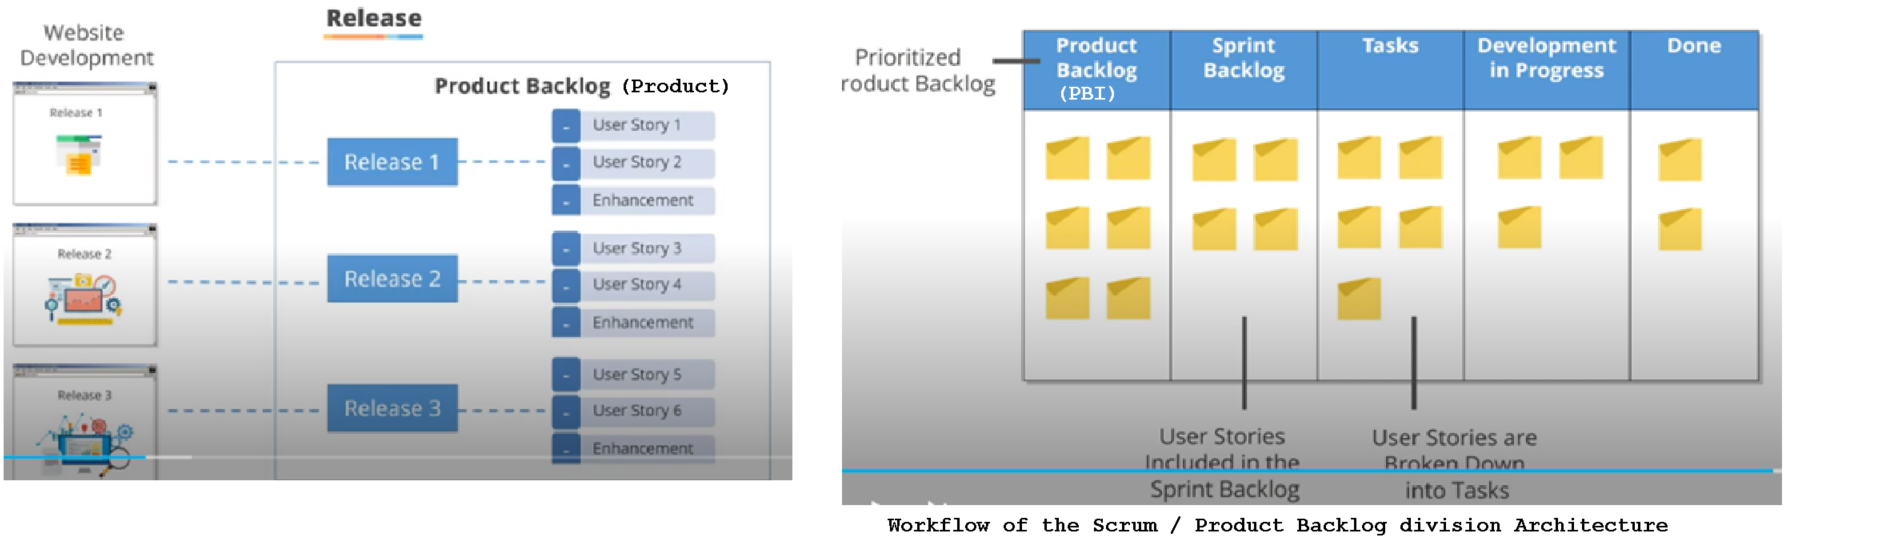 Release
Website
Development
Release 1
Release 2
Release 3
Product Backlog (Product)
Release 1
- User Story 1
- User Story 2
- Enhancement
Release 2
- User Story 3
- User Story 4
- Enhancement
Release 3
- User Story 5
- User Story 6
- Enhancement
Prioritized
roduct Backlog
Product
Backlog
(PBI)
Sprint
Backlog
Tasks
Development
in Progress
Done
User Stories
Included in the
Sprint Backlog
User Stories are
Broken Down
into Tasks
Workflow of the Scrum / Product Backlog division Architecture